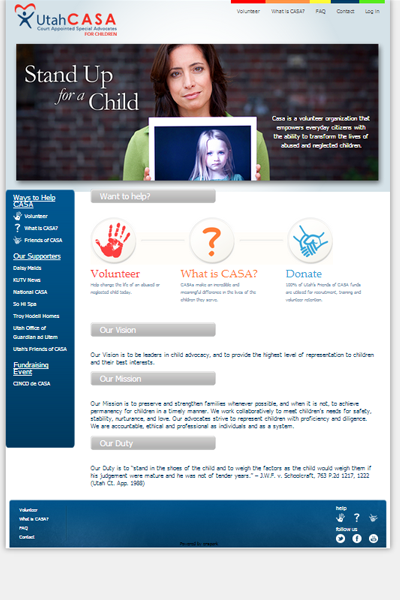 UtahCASA
Court Appointed Special Advocates
FOR CHILDREN
Volunteer What is CASA? FAQ Contact Log In
Stand Up
for a Child
Casa is a volunteer organization that
empowers everyday citizens with
the ability to transform the lives of
abused and neglected children.
Ways to Help
CASA
Volunteer
What is CASA?
Friends of CASA
Our Supporters
Daisy Maids
KUTV News
National CASA
So Hi Spa
Troy Hodell Homes
Utah Office of
Guardian ad Litem
Utah's Friends of CASA
Fundraising
Event
CINCO de CASA
Want to help?
Volunteer
Help change the life of an abused or
neglected child today.
What is CASA?
CASAs make an incredible and
meaningful difference in the lives of the
children they serve.
Donate
100% of Utah's Friends of CASA funds
are utilized for recruitment, training and
volunteer retention.
Our Vision
Our Vision is to be leaders in child advocacy, and to provide the highest level of representation to children
and their best interests.
Our Mission
Our Mission is to preserve and strengthen families whenever possible, and when it is not, to achieve
permanency for children in a timely manner. We work collaboratively to meet children's needs for safety,
stability, nurturance, and love. Our advocates strive to represent children with proficiency and diligence.
We are accountable, ethical and professional as individuals and as a system.
Our Duty
Our Duty is to "stand in the shoes of the child and to weigh the factors as the child would weigh them if
his judgement were mature and he was not of tender years." – J.W.F. v. Schoolcraft, 763 P.2d 1217, 1222
(Utah Ct. App. 1988)
Volunteer
What is CASA?
FAQ
Contact
help
follow us
Powered by